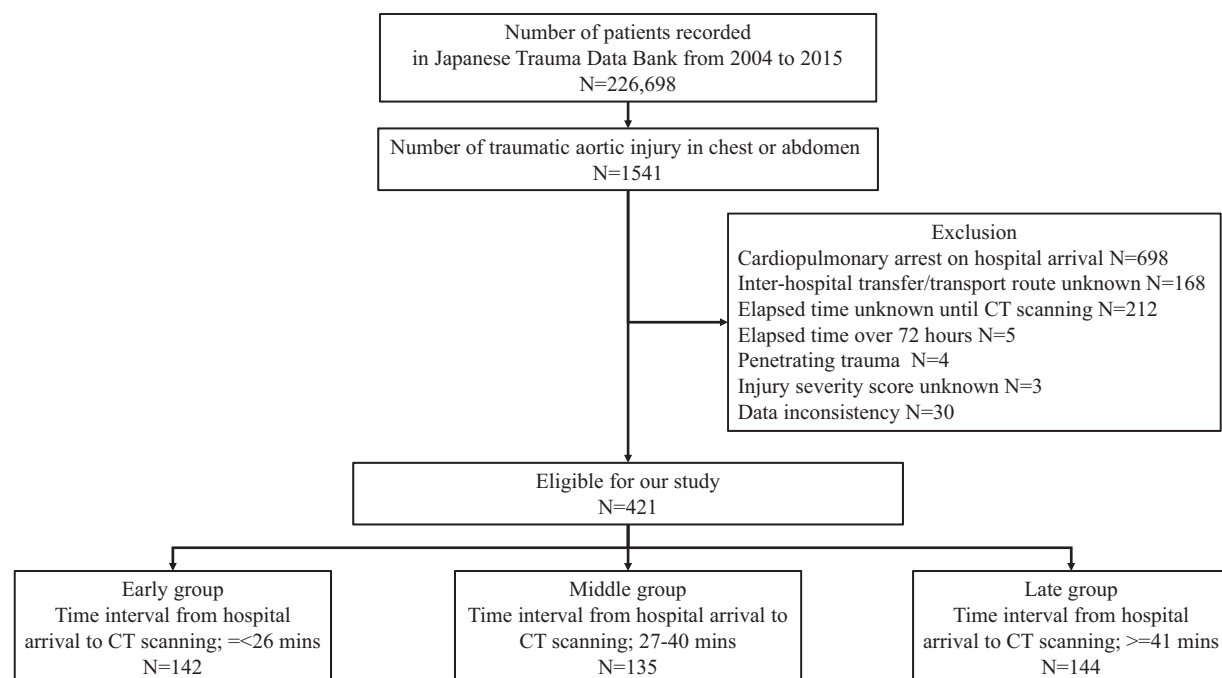 Number of patients recorded
in Japanese Trauma Data Bank from 2004 to 2015
N=226,698
Number of traumatic aortic injury in chest or abdomen
N=1541
Exclusion
Cardiopulmonary arrest on hospital arrival N=698
Inter-hospital transfer/transport route unknown N=168
Elapsed time unknown until CT scanning N=212
Elapsed time over 72 hours N=5
Penetrating trauma N=4
Injury severity score unknown N=3
Data inconsistency N=30
Eligible for our study
N=421
Early group
Time interval from hospital
arrival to CT scanning; =<26 mins
N=142
Middle group
Time interval from hospital arrival to
CT scanning; 27-40 mins
N=135
Late group
Time interval from hospital
arrival to CT scanning; >=41 mins
N=144